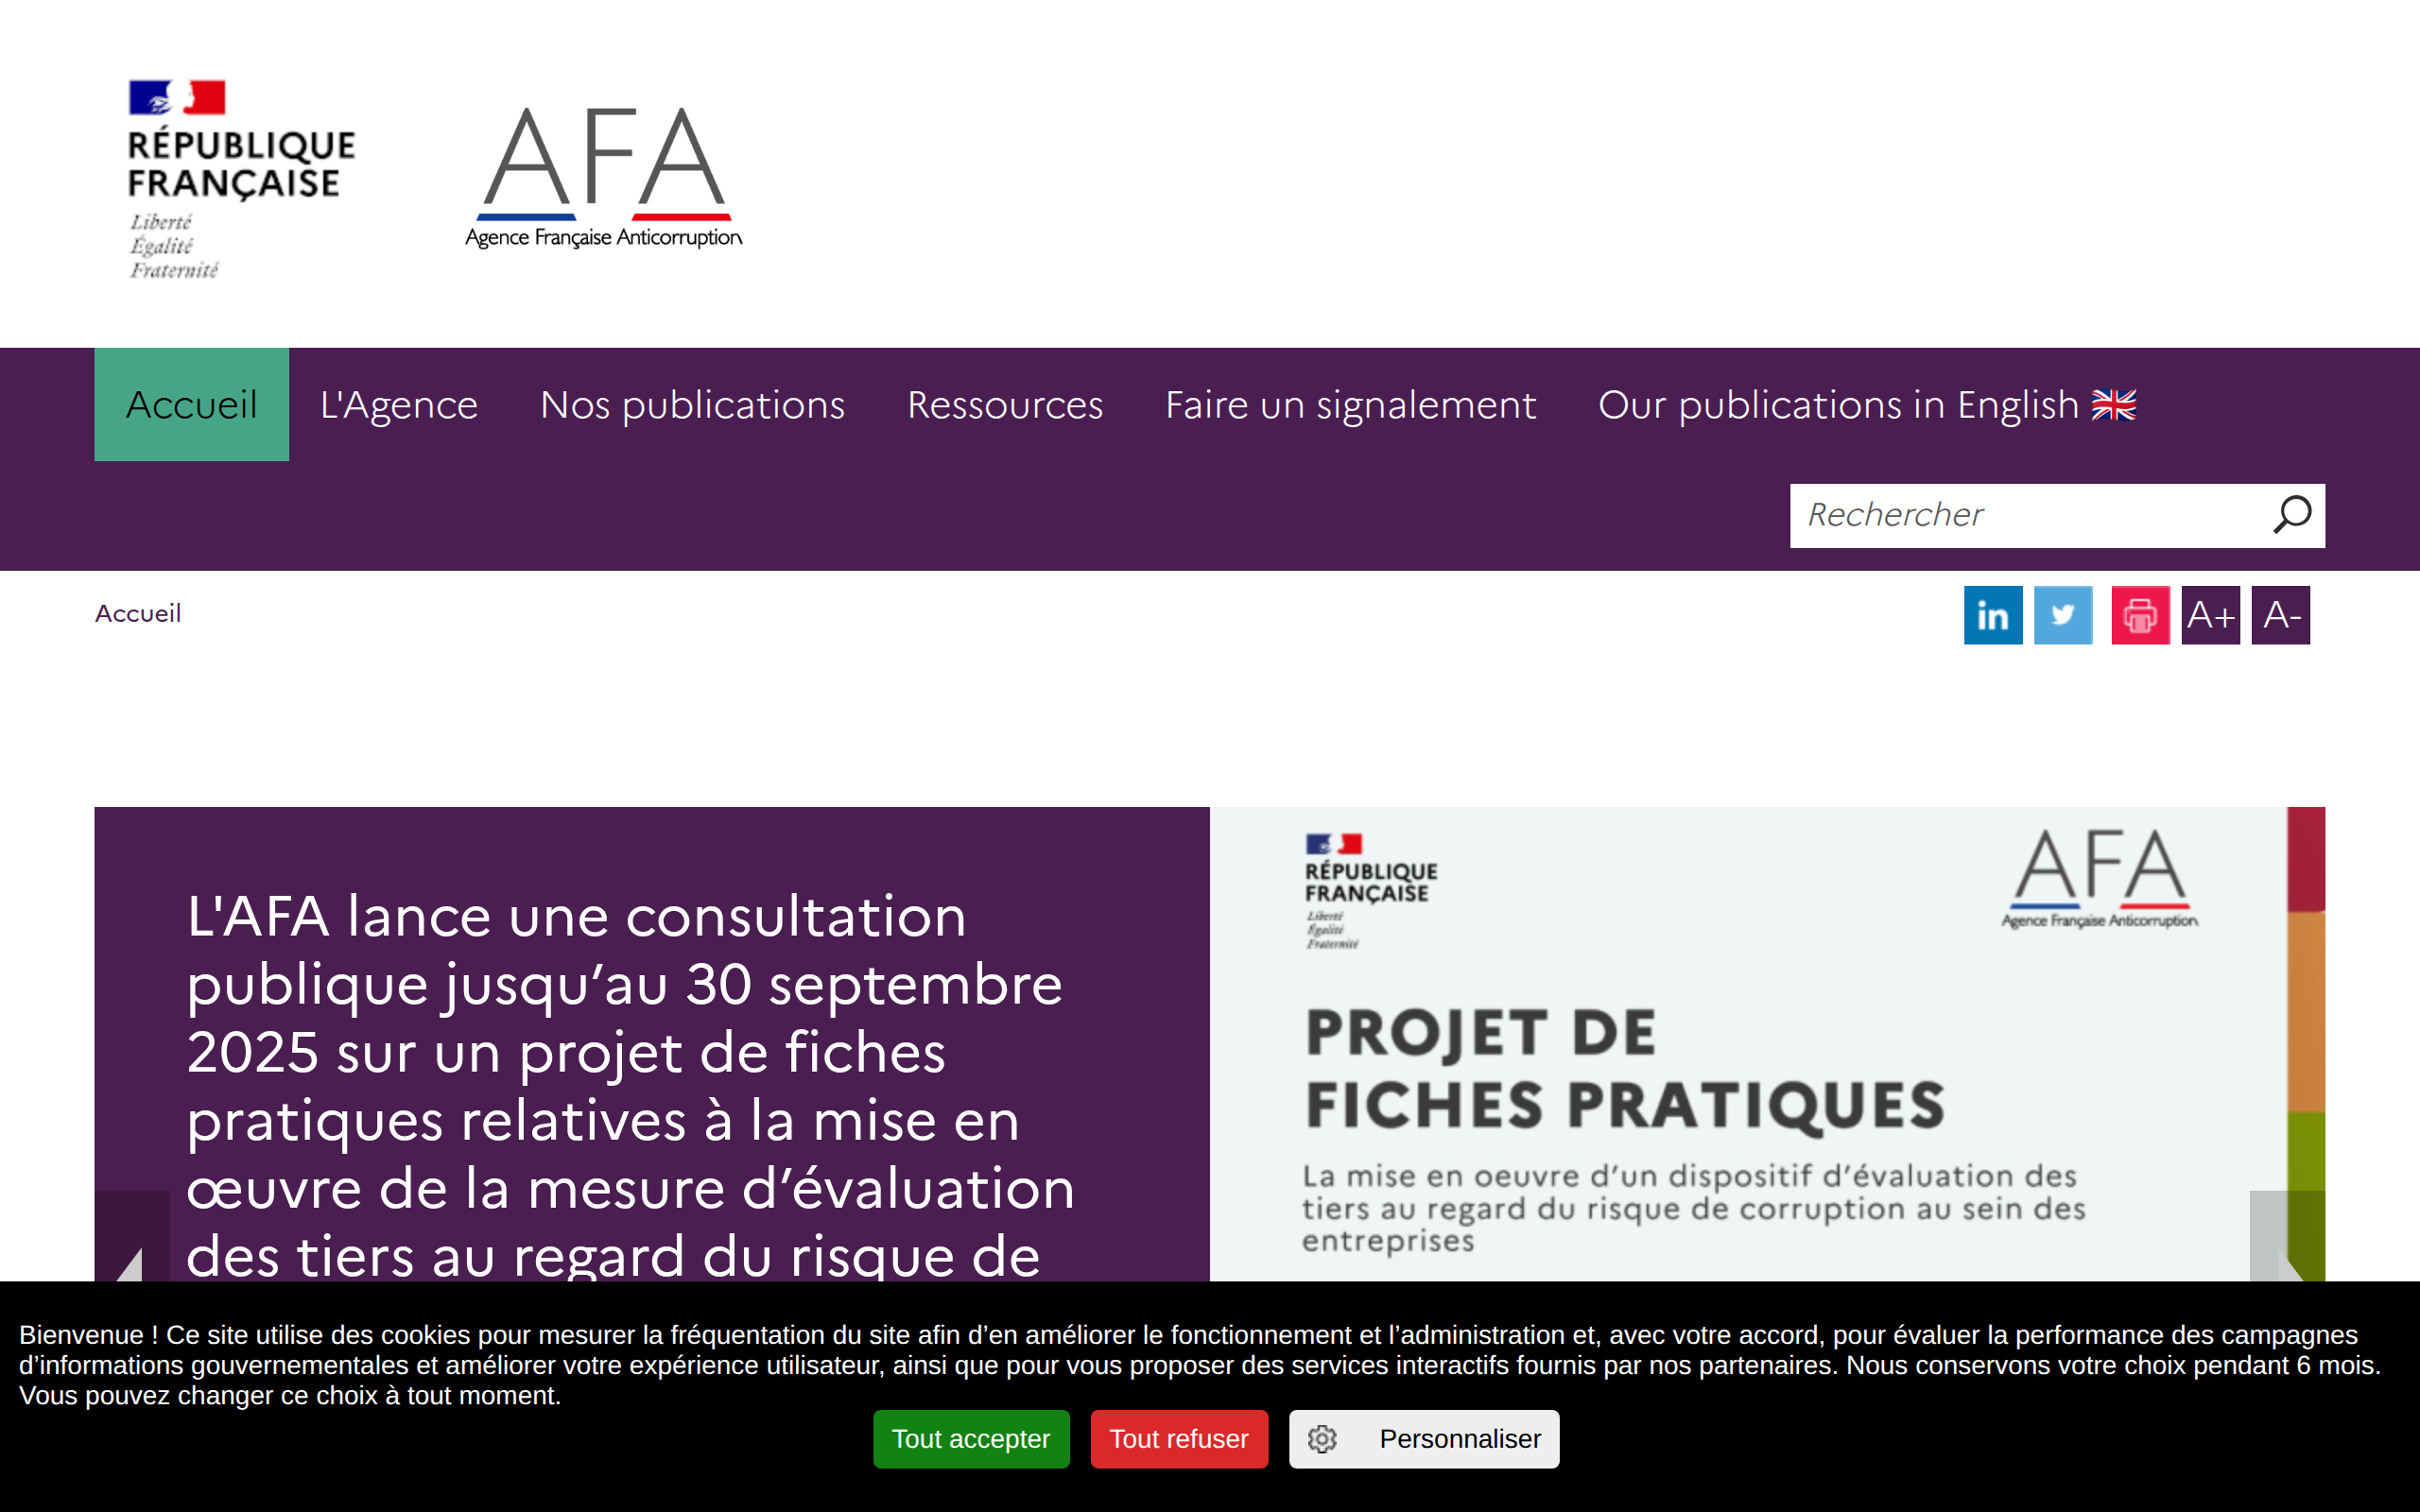 RÉPUBLIQUE
FRANÇAISE
Liberté
Égalité
Fraternité
AFA
Agence Française Anticorruption
Accueil L'Agence Nos publications Ressources Faire un signalement Our publications in English
Rechercher
Accueil
in A+ A-
L'AFA lance une consultation
publique jusqu’au 30 septembre
2025 sur un projet de fiches
pratiques relatives à la mise en
œuvre de la mesure d’évaluation
des tiers au regard du risque de
RÉPUBLIQUE
FRANÇAISE
Liberté
Égalité
Fraternité
AFA
Agence Française Anticorruption
PROJET DE
FICHES PRATIQUES
La mise en oeuvre d’un dispositif d’évaluation des
tiers au regard du risque de corruption au sein des
entreprises
Bienvenue ! Ce site utilise des cookies pour mesurer la fréquentation du site afin d’en améliorer le fonctionnement et l’administration et, avec votre accord, pour évaluer la performance des campagnes
d’informations gouvernementales et améliorer votre expérience utilisateur, ainsi que pour vous proposer des services interactifs fournis par nos partenaires. Nous conservons votre choix pendant 6 mois.
Vous pouvez changer ce choix à tout moment.
Tout accepter Tout refuser Personnaliser